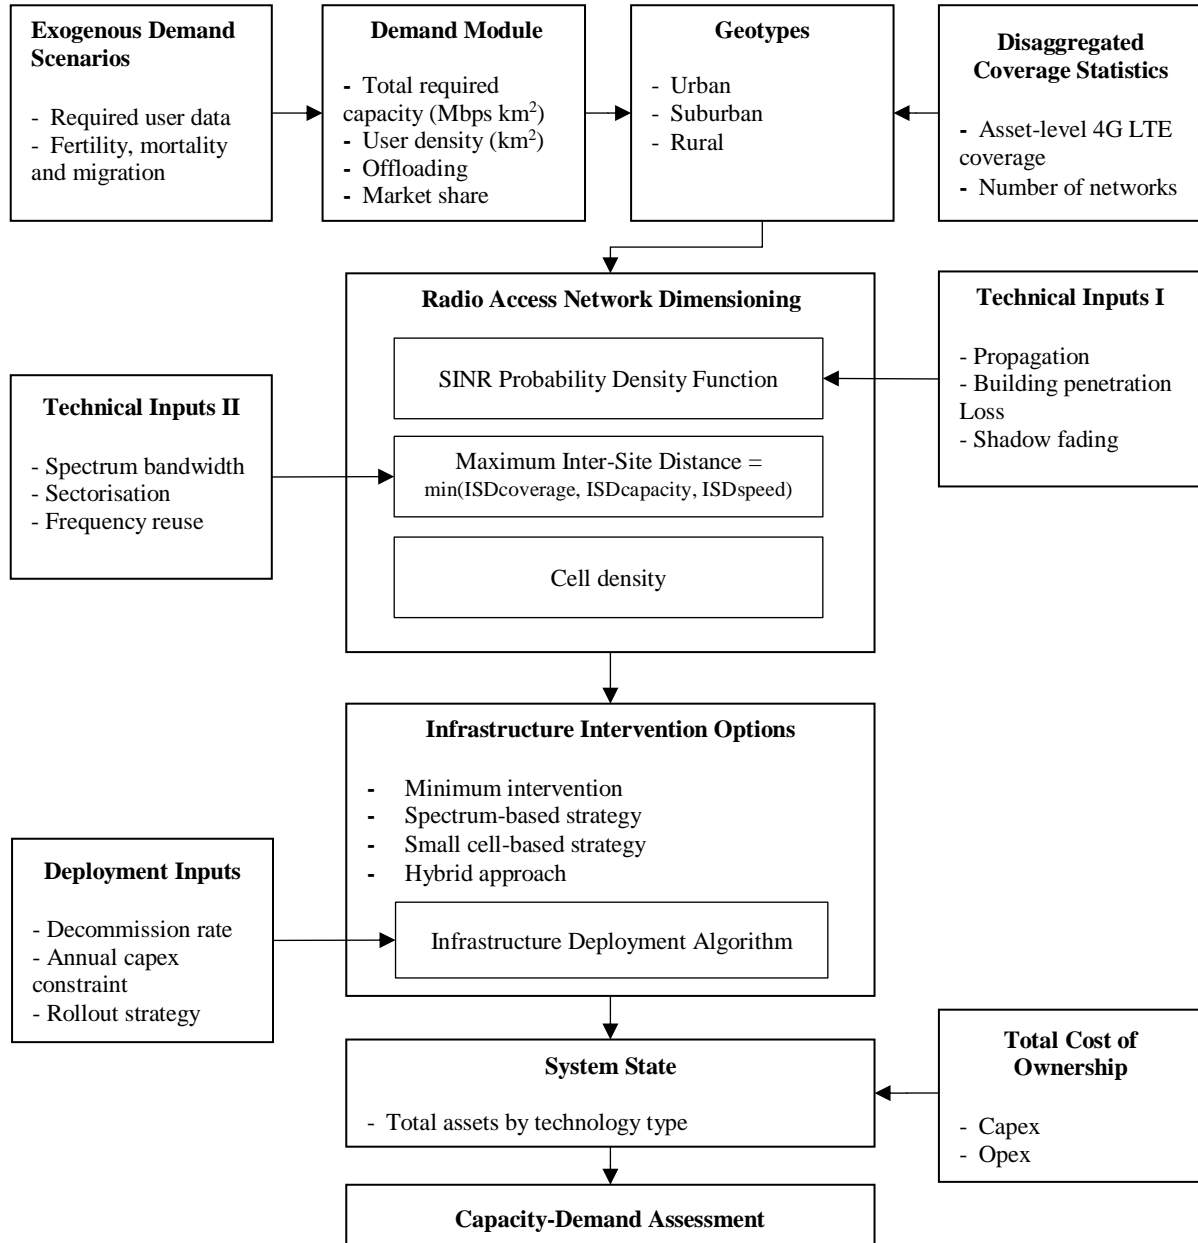 Exogenous Demand
Scenarios
- Required user data
- Fertility, mortality
and migration
Demand Module
- Total required
capacity (Mbps km²)
- User density (km²)
- Offloading
- Market share
Geotypes
- Urban
- Suburban
- Rural
Disaggregated
Coverage Statistics
- Asset-level 4G LTE
coverage
- Number of networks
Radio Access Network Dimensioning
SINR Probability Density Function
Maximum Inter-Site Distance =
min(ISDcoverage, ISDcapacity, ISDspeed)
Cell density
Technical Inputs I
- Propagation
- Building penetration
Loss
- Shadow fading
Technical Inputs II
- Spectrum bandwidth
- Sectorisation
- Frequency reuse
Infrastructure Intervention Options
- Minimum intervention
- Spectrum-based strategy
- Small cell-based strategy
- Hybrid approach
Infrastructure Deployment Algorithm
Deployment Inputs
- Decommission rate
- Annual capex
constraint
- Rollout strategy
System State
- Total assets by technology type
Total Cost of
Ownership
- Capex
- Opex
Capacity-Demand Assessment